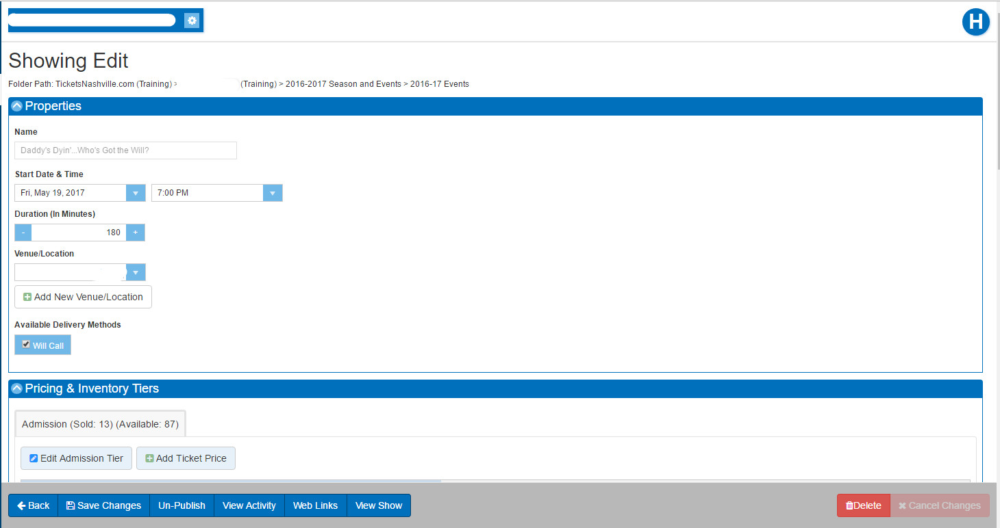 H
Showing Edit
Folder Path: TicketsNashville.com (Training) > (Training) > 2016-2017 Season and Events > 2016-17 Events
Properties
Name
Daddy's Dyin'...Who's Got the Will?
Start Date & Time
Fri, May 19, 2017 7:00 PM
Duration (In Minutes)
- 180 +
Venue/Location
Add New Venue/Location
Available Delivery Methods
Will Call
Pricing & Inventory Tiers
Admission (Sold: 13) (Available: 87)
Edit Admission Tier Add Ticket Price
Back Save Changes Un-Publish View Activity Web Links View Show Delete Cancel Changes